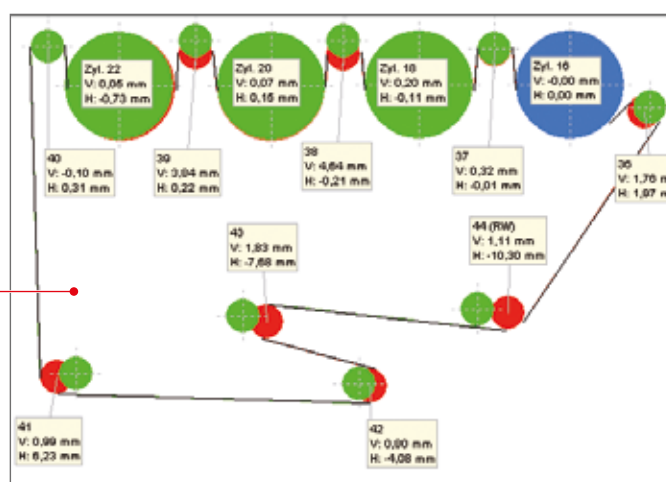 Zyl. 22
V: 0,05 mm
H: -0,73 mm
Zyl. 20
V: 0,07 mm
H: 0,15 mm
Zyl. 18
V: 0,20 mm
H: -0,11 mm
Zyl. 16
V: -0,00 mm
H: 0,00 mm
40
V: -0,10 mm
H: 0,31 mm
39
V: 3,84 mm
H: 0,22 mm
38
V: 4,64 mm
H: -0,21 mm
37
V: 0,32 mm
H: -0,01 mm
36
V: 1,76 m
H: 1,97 m
43
V: 1,83 mm
H: -7,68 mm
44 (RW)
V: 1,11 mm
H: -10,30 mm
41
V: 0,99 mm
H: 6,23 mm
42
V: 0,80 mm
H: -4,08 mm